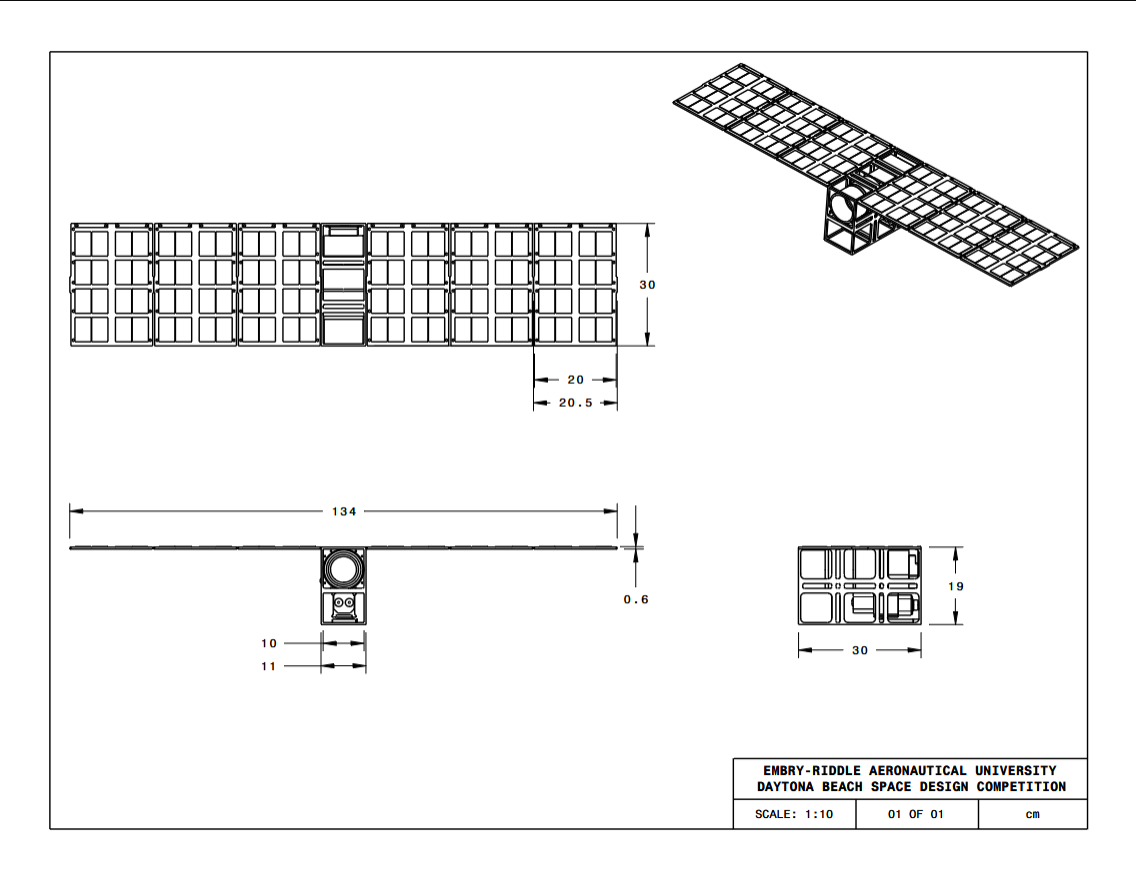 30
20
20.5
134
0.6
10
11
19
30
EMBRY-RIDDLE AERONAUTICAL UNIVERSITY
DAYTONA BEACH SPACE DESIGN COMPETITION
SCALE: 1:10
01 OF 01
cm